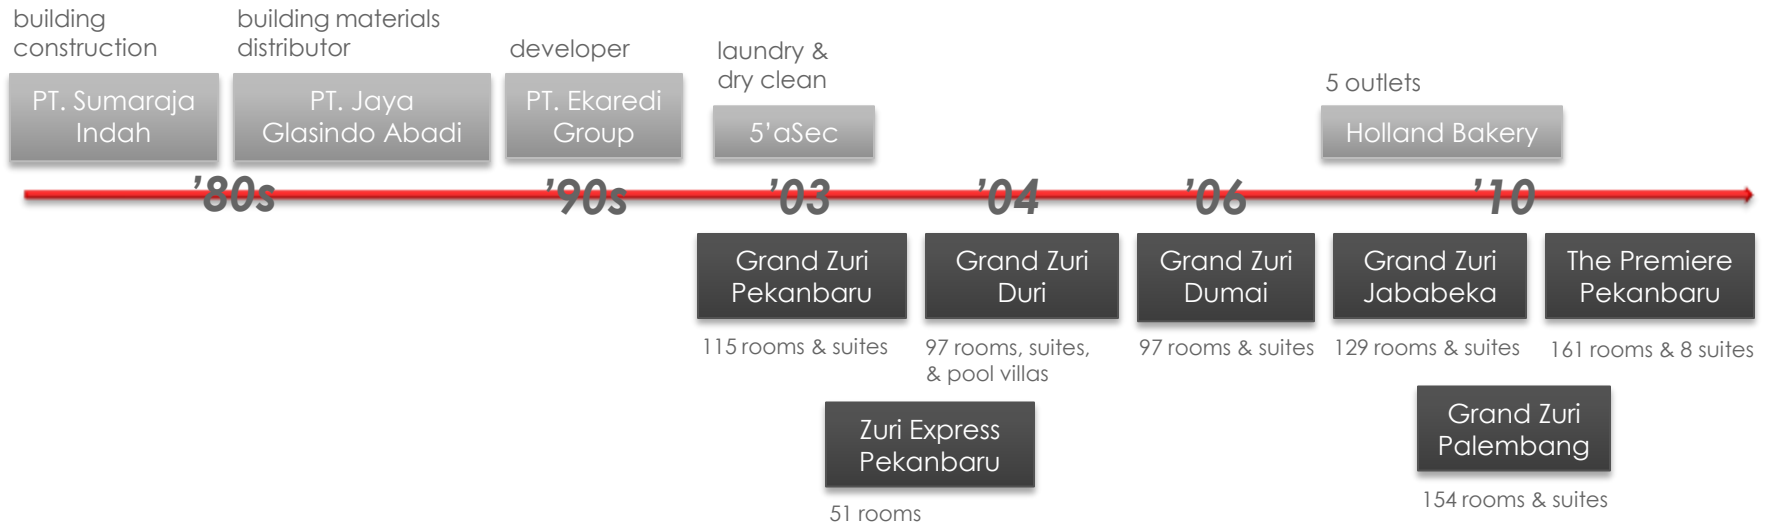 building
construction
PT. Sumaraja
Indah
building materials
distributor
PT. Jaya
Glasindo Abadi
developer
PT. Ekaredi
Group
laundry &
dry clean
5'aSec
5 outlets
Holland Bakery
'80s
'90s
'03
'04
'06
'10
Grand Zuri
Pekanbaru
115 rooms & suites
Grand Zuri
Duri
97 rooms, suites,
& pool villas
Grand Zuri
Dumai
97 rooms & suites
Grand Zuri
Jababeka
129 rooms & suites
The Premiere
Pekanbaru
161 rooms & 8 suites
Zuri Express
Pekanbaru
51 rooms
Grand Zuri
Palembang
154 rooms & suites